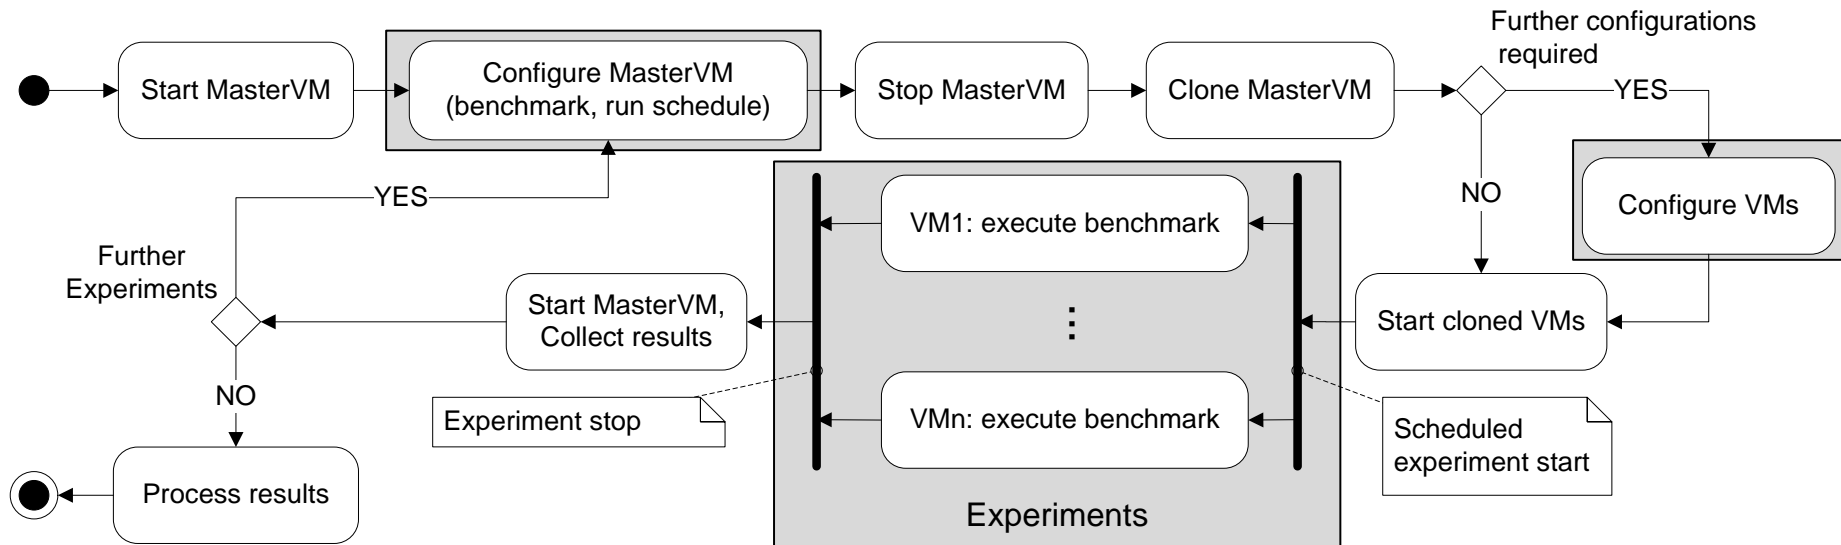 Further configurations
required
Start MasterVM
Configure MasterVM
(benchmark, run schedule)
Stop MasterVM
Clone MasterVM
YES
NO
Configure VMs
YES
VM1: execute benchmark
Further
Experiments
Start MasterVM,
Collect results
⋮
Start cloned VMs
NO
Experiment stop
VMn: execute benchmark
Scheduled
experiment start
Process results
Experiments